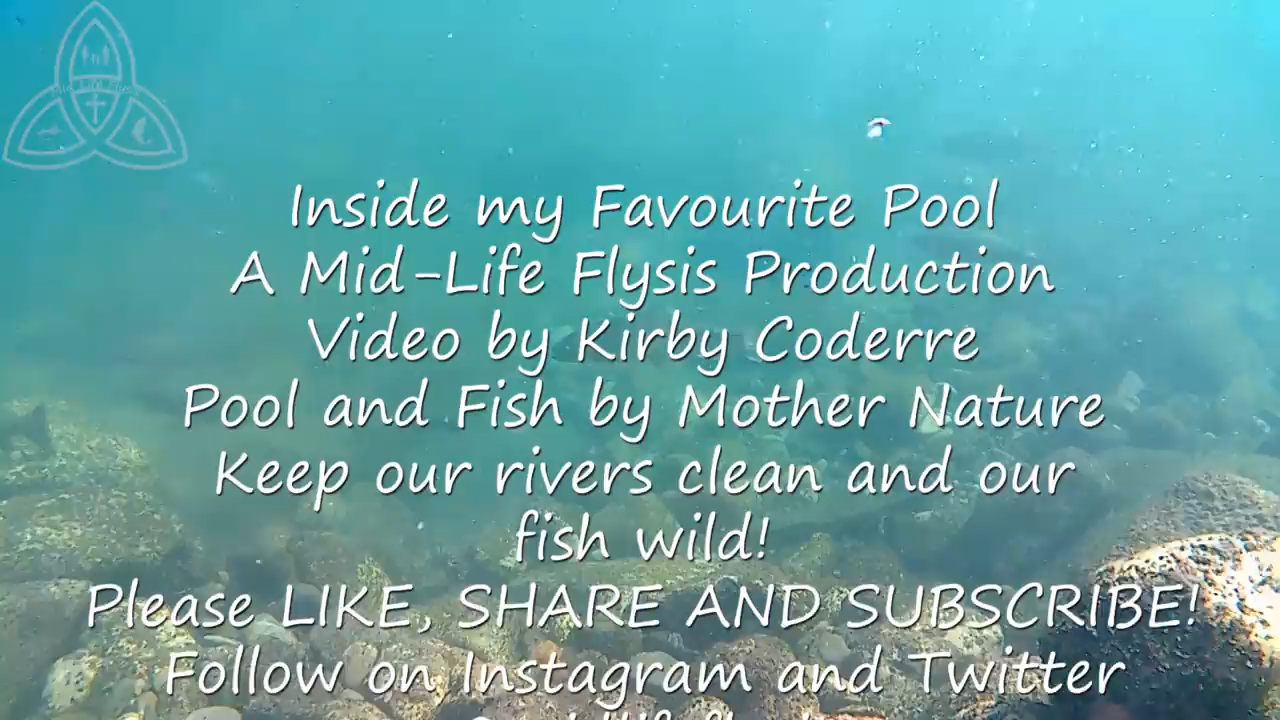 Inside my Favourite Pool
A Mid-Life Flysis Production
Video by Kirby Coderre
Pool and Fish by Mother Nature
Keep our rivers clean and our
fish wild!
Please LIKE, SHARE AND SUBSCRIBE!
Follow on Instagram and Twitter